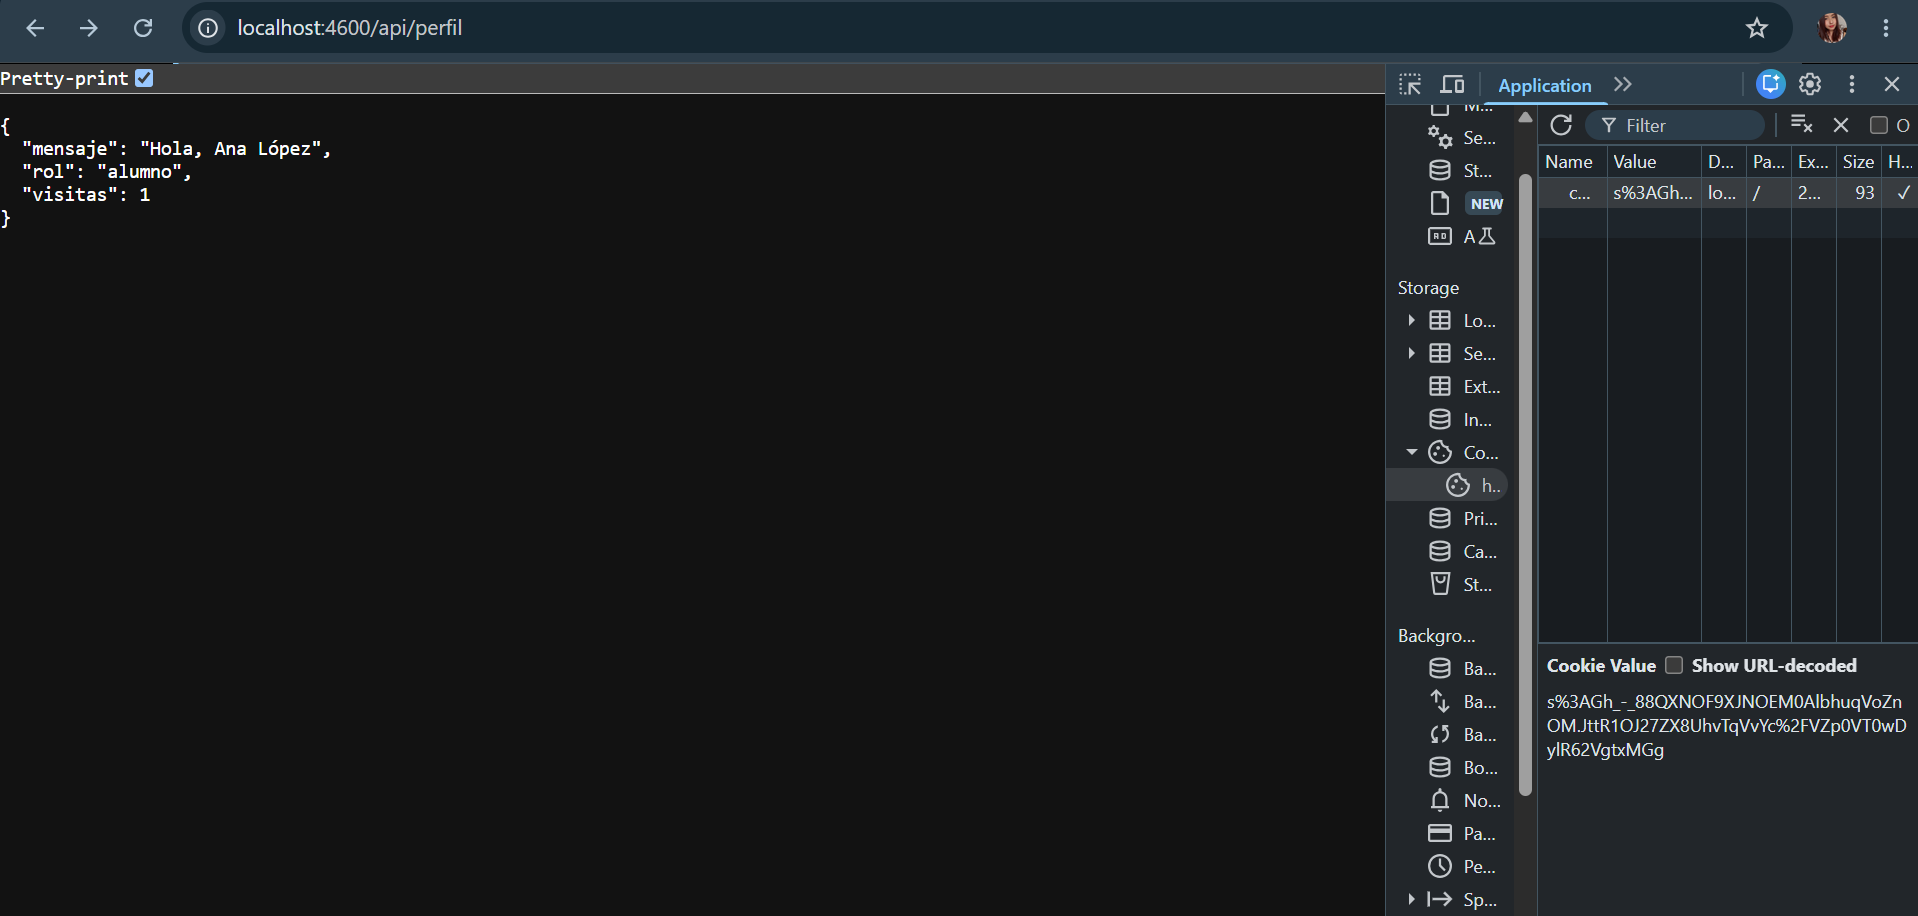 localhost:4600/api/perfil
Pretty-print
{
"mensaje": "Hola, Ana López",
"rol": "alumno",
"visitas": 1
}
Application
M...
Se...
St...
NEW
A
Storage
Lo...
Se...
Ext...
In...
Co...
h..
Pri...
Ca...
St...
Backgro...
Ba...
Ba...
Ba...
Bo...
No...
Pa...
Pe...
Sp...
Filter
O
Name Value D... Pa... Ex... Size H...
c... s%3AGh... lo... / 2... 93 ✓
Cookie Value Show URL-decoded
s%3AGh_-_88QXNOF9XJNOEM0AlbhuqVoZn
OM.JttR1OJ27ZX8UhvTqVvYc%2FVZp0VT0wD
ylR62VgtxMGg